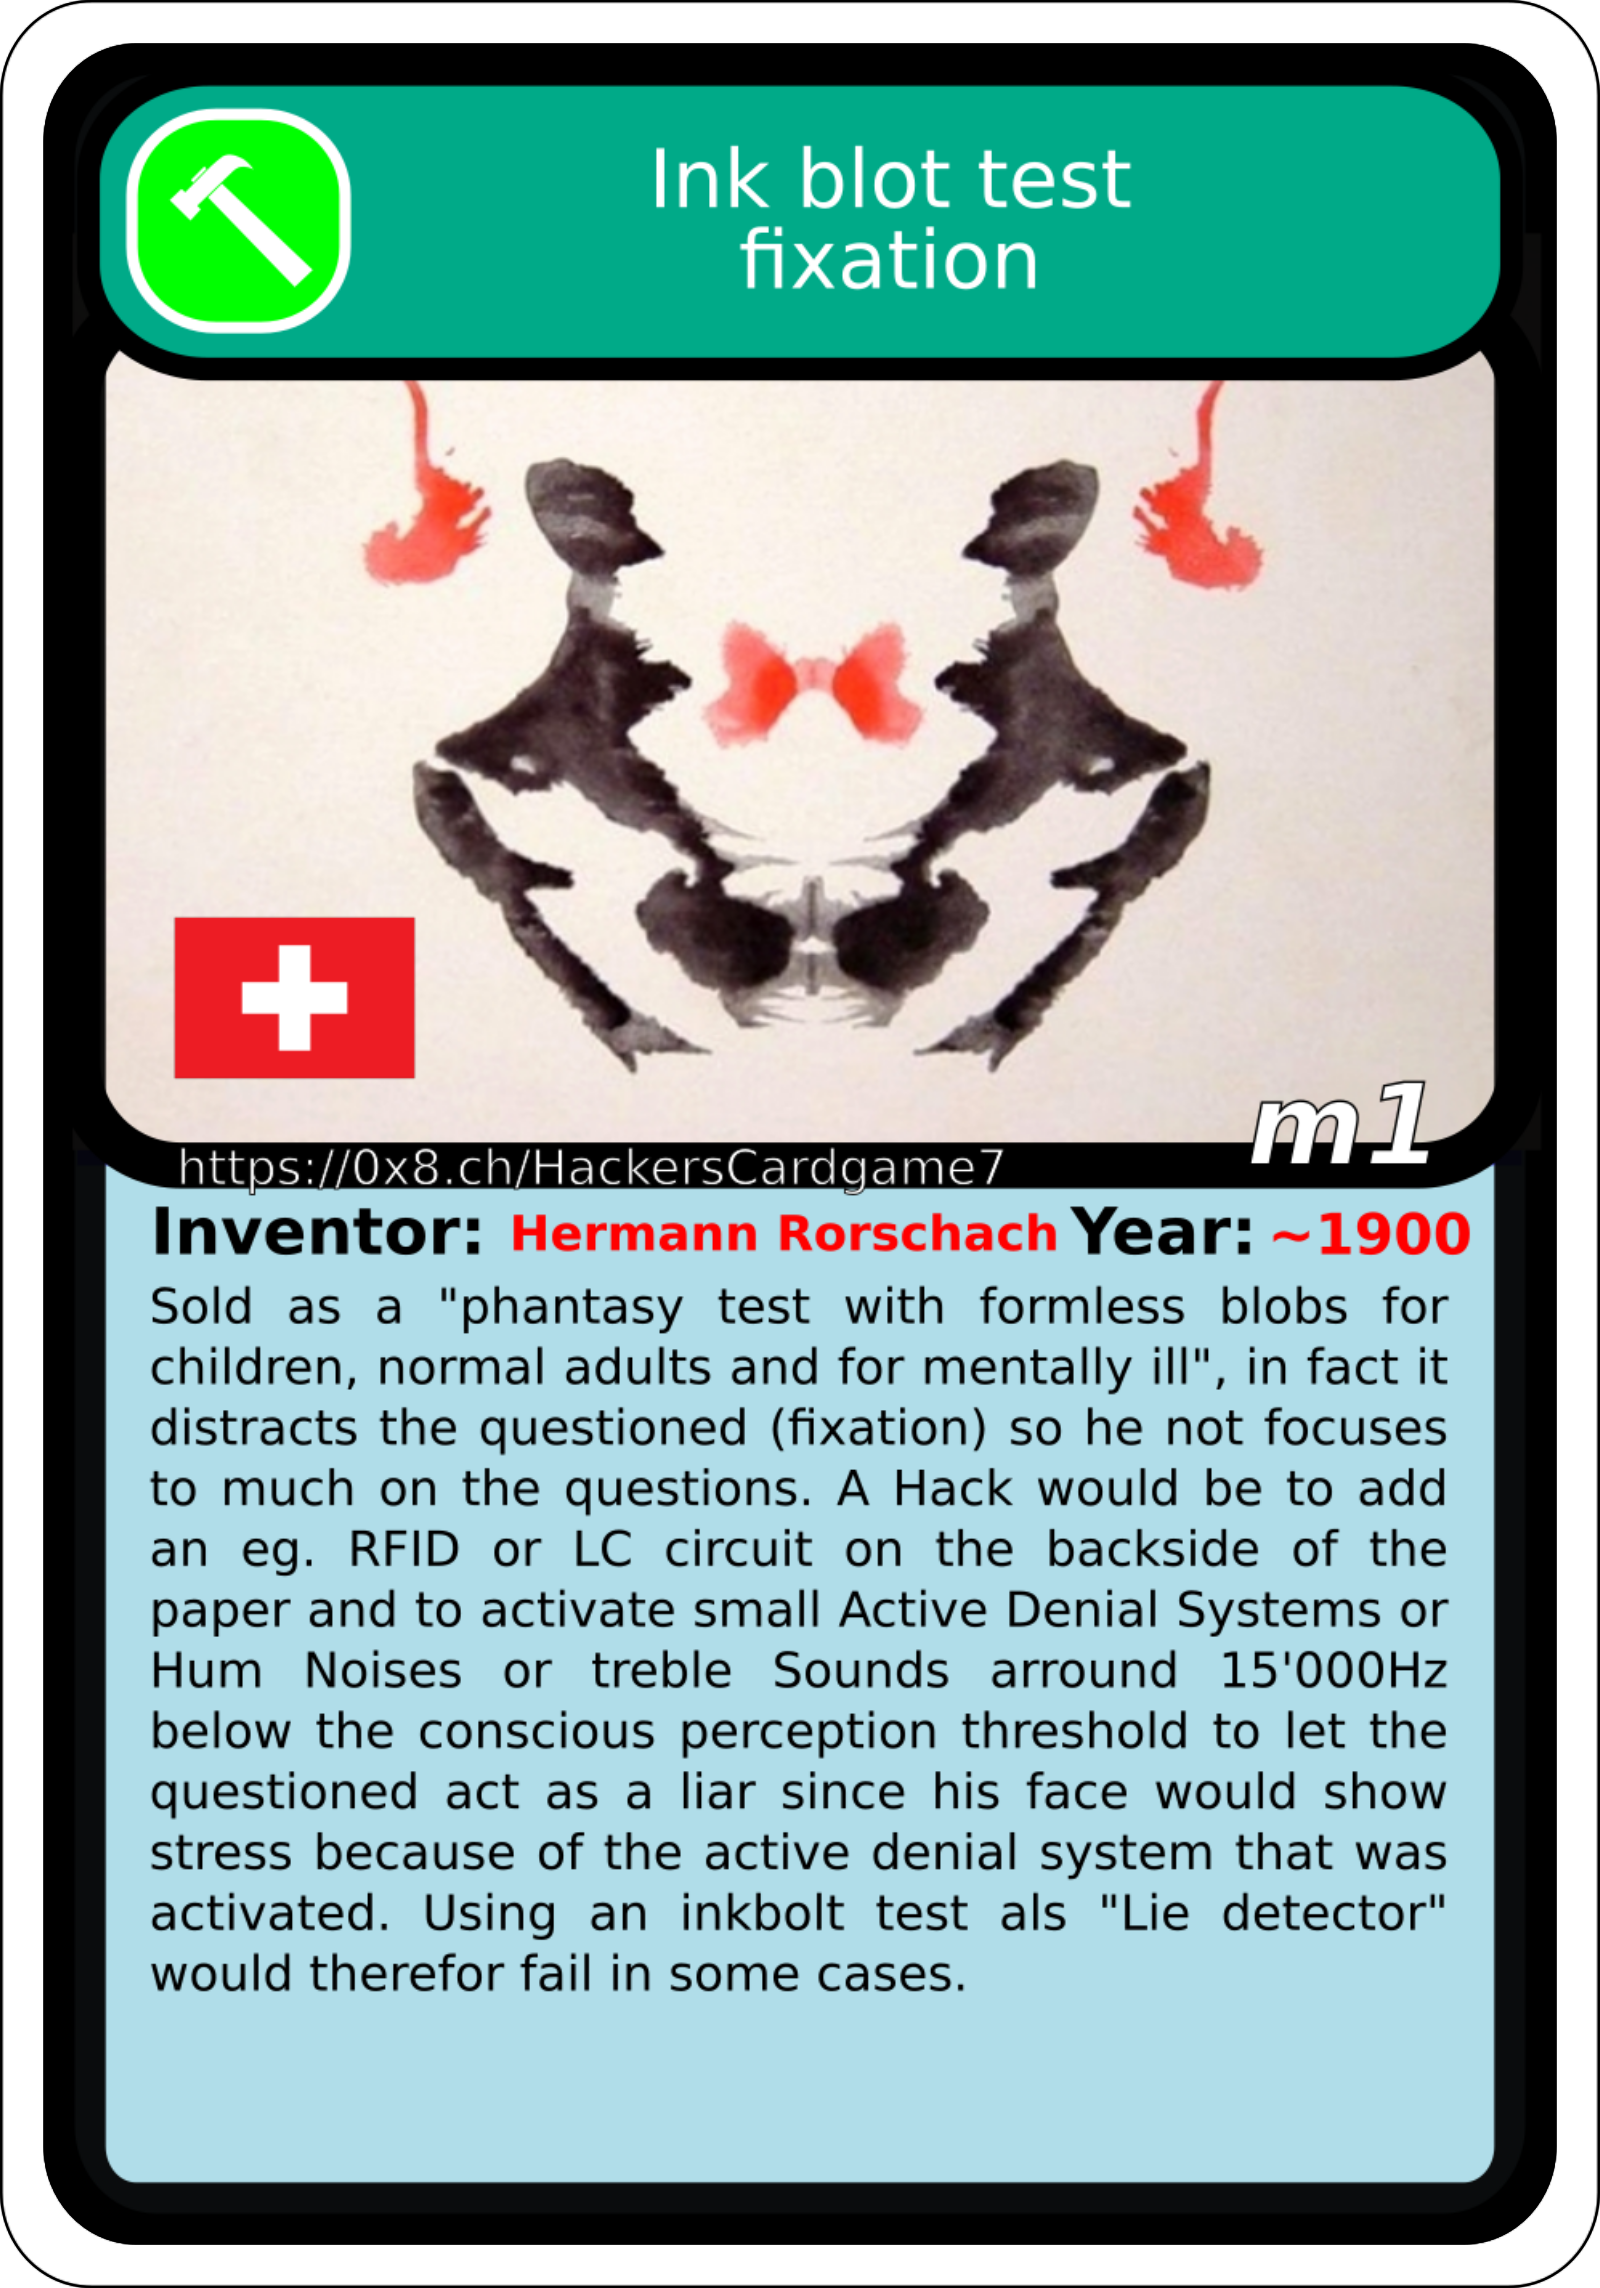 Ink blot test
fixation
m1
https://0x8.ch/HackersCardgame7
Inventor: Hermann Rorschach Year: ~1900
Sold as a "phantasy test with formless blobs for
children, normal adults and for mentally ill", in fact it
distracts the questioned (fixation) so he not focuses
to much on the questions. A Hack would be to add
an eg. RFID or LC circuit on the backside of the
paper and to activate small Active Denial Systems or
Hum Noises or treble Sounds arround 15'000Hz
below the conscious perception threshold to let the
questioned act as a liar since his face would show
stress because of the active denial system that was
activated. Using an inkbolt test als "Lie detector"
would therefor fail in some cases.